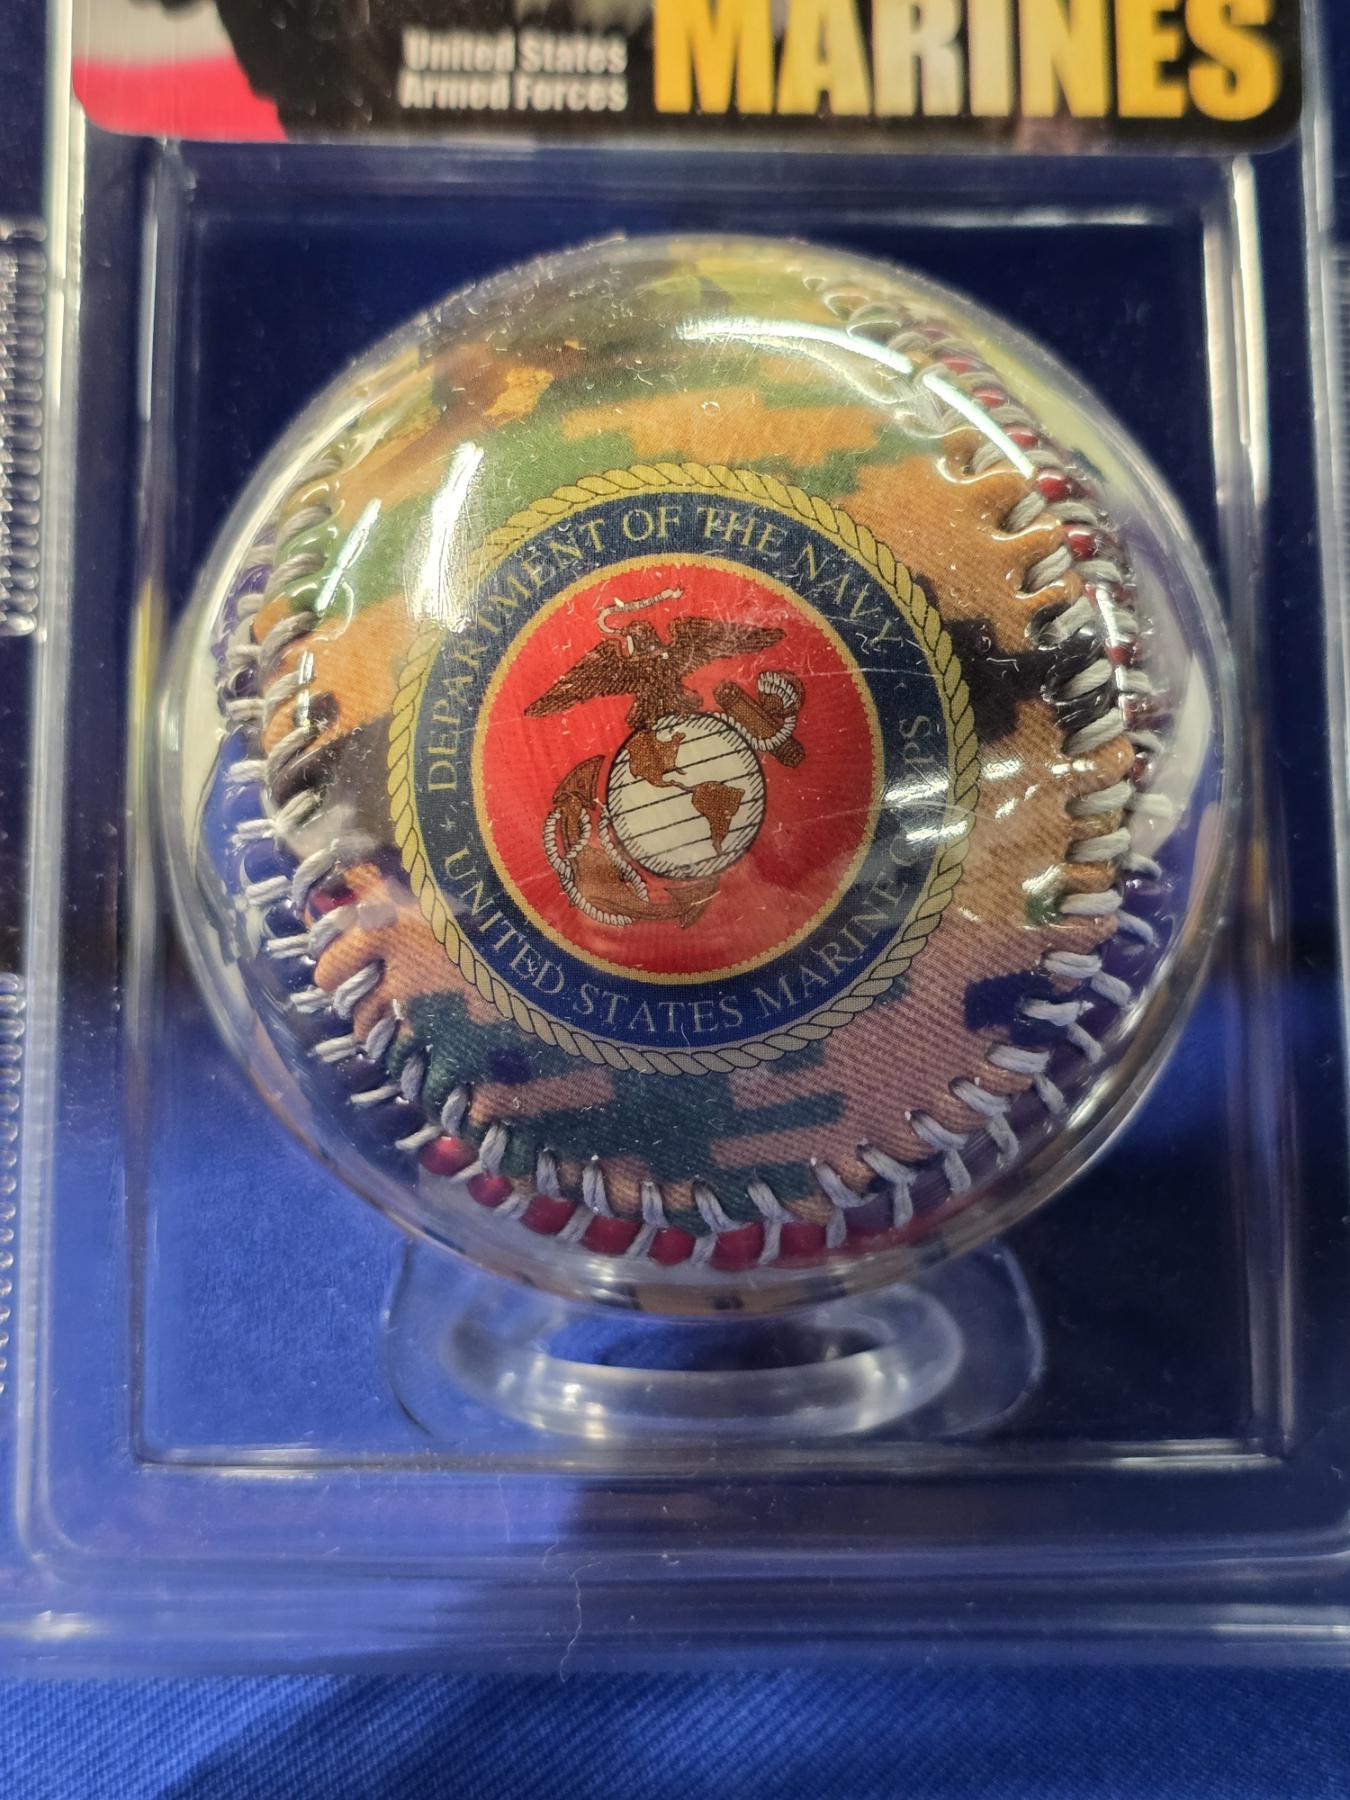 United States
Armed Forces
MARINES
DEPARTMENT OF THE NAVY
UNITED STATES MARINE CORPS